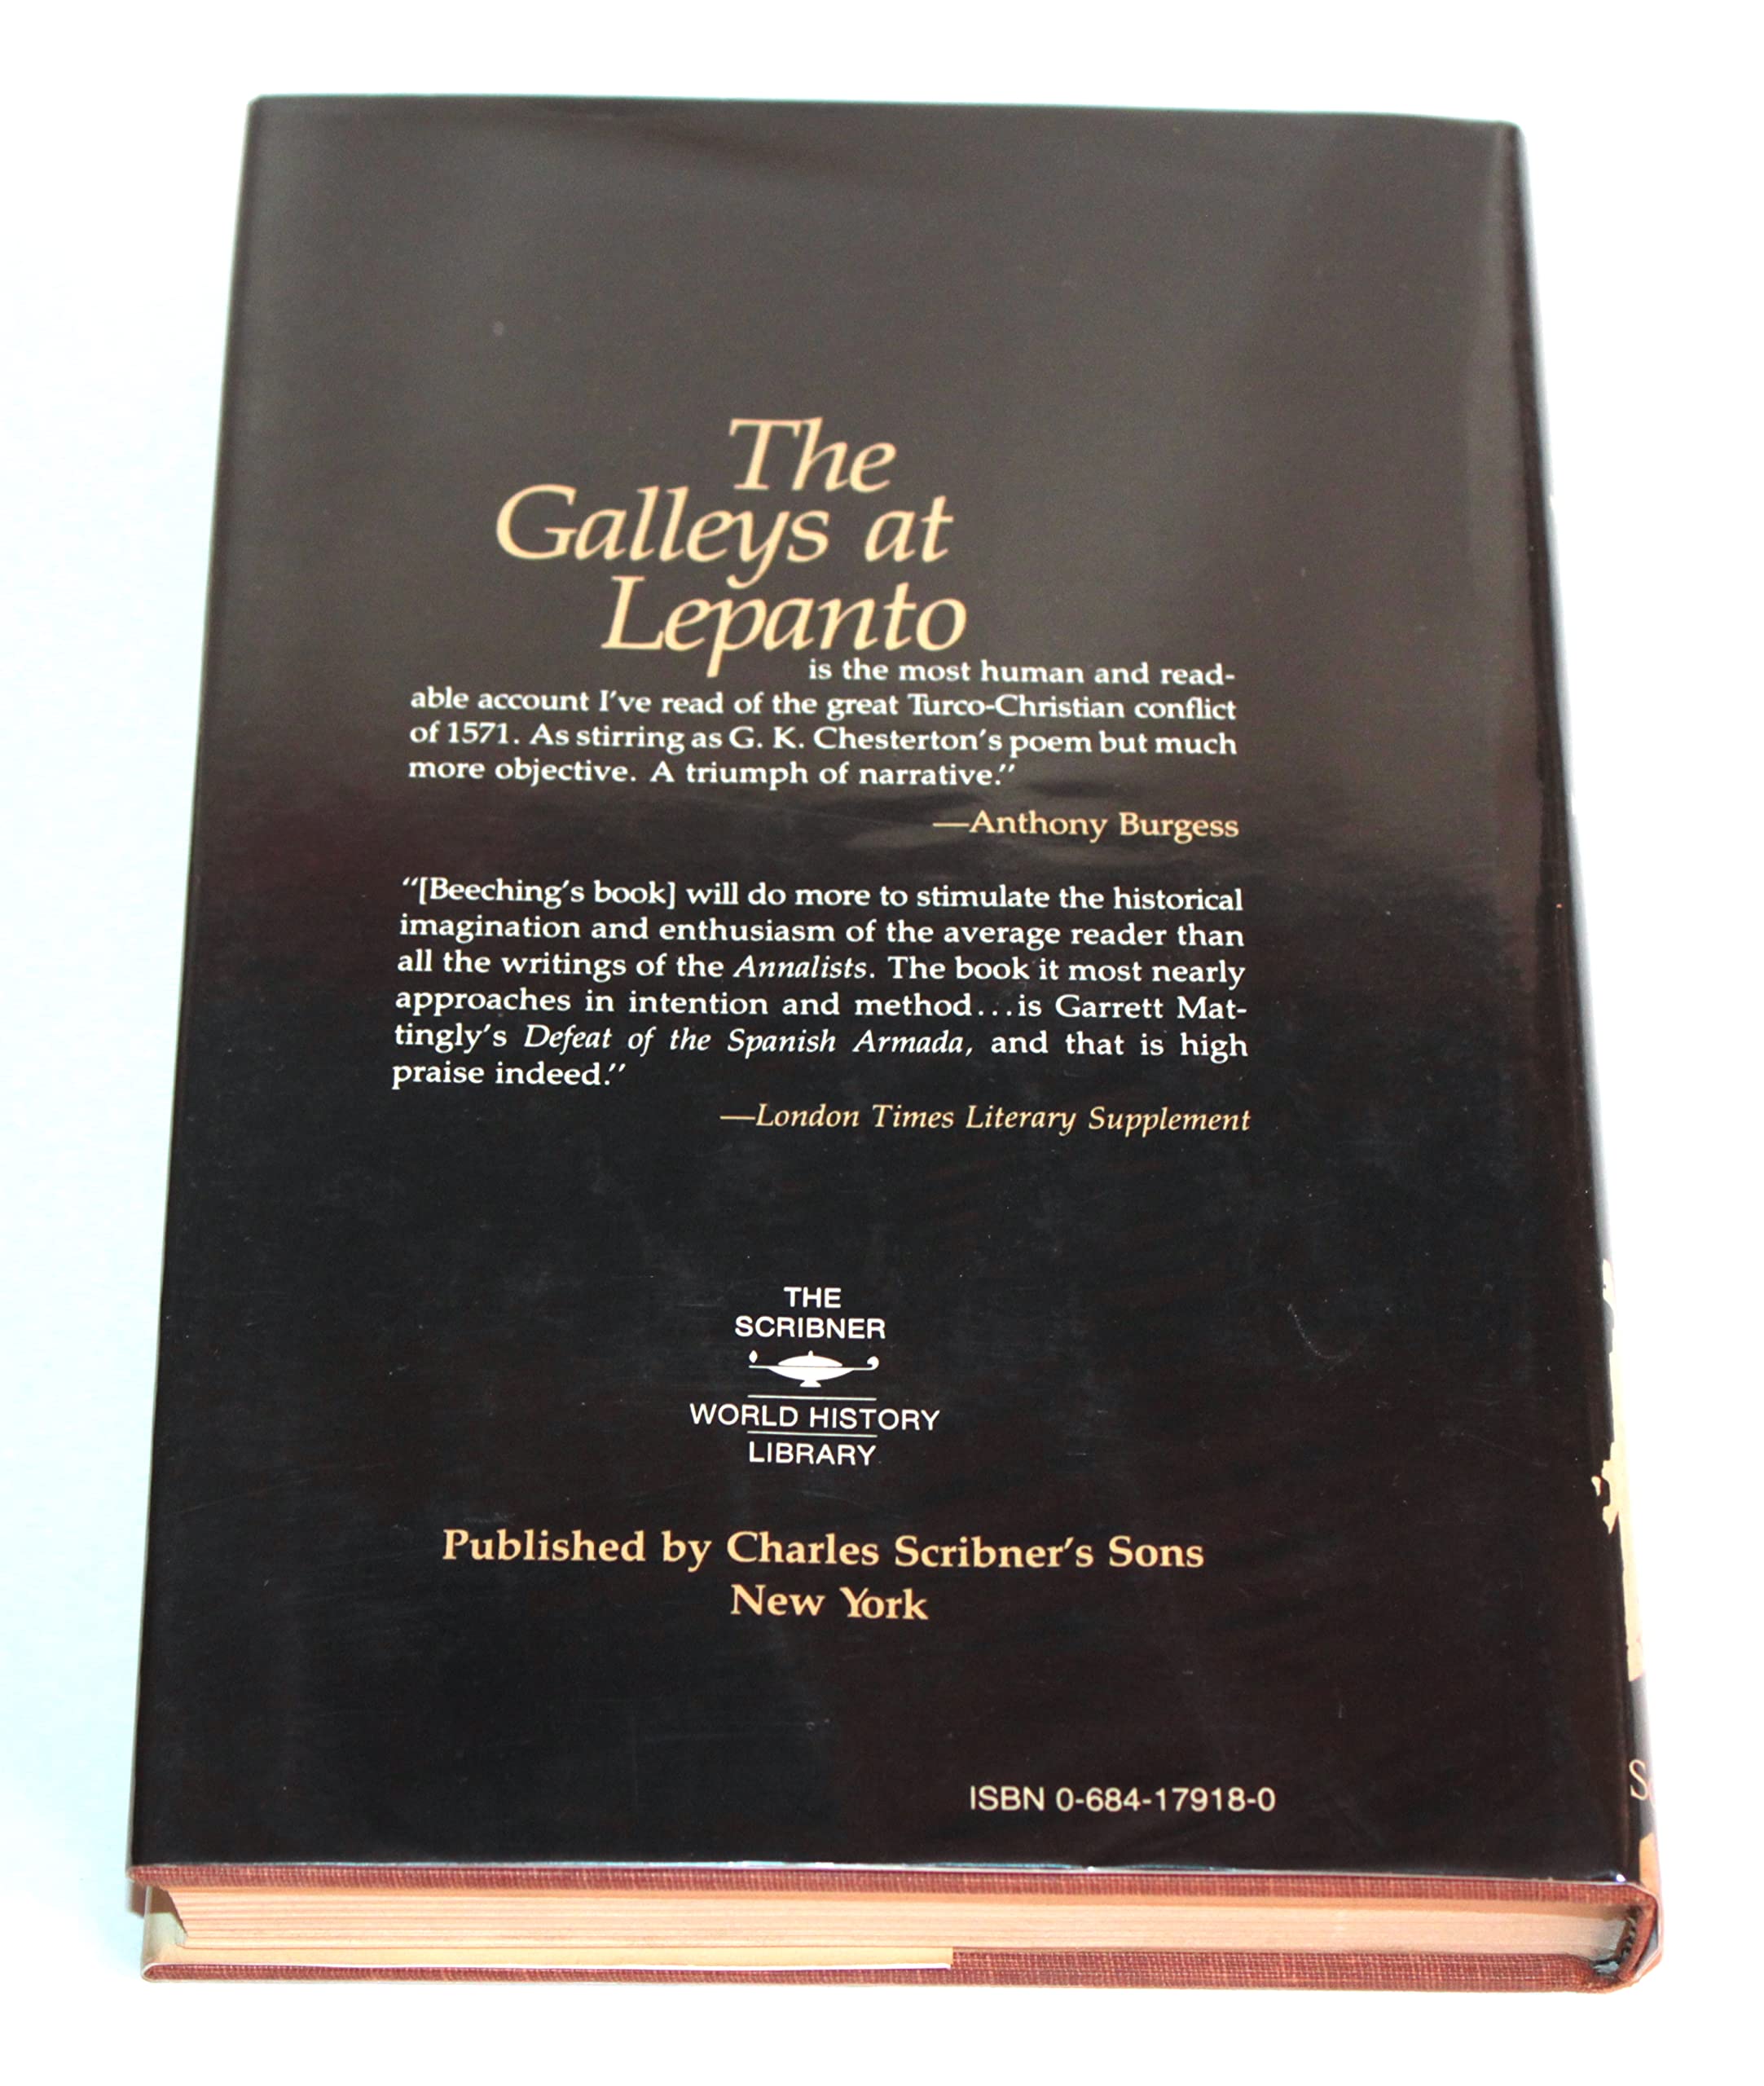 The
Galleys at
Lepanto
is the most human and read-
able account I've read of the great Turco-Christian conflict
of 1571. As stirring as G. K. Chesterton's poem but much
more objective. A triumph of narrative.”
—Anthony Burgess
“[Beeching's book] will do more to stimulate the historical
imagination and enthusiasm of the average reader than
all the writings of the Annalists. The book it most nearly
approaches in intention and method...is Garrett Mat-
tingly's Defeat of the Spanish Armada, and that is high
praise indeed.”
—London Times Literary Supplement
THE
SCRIBNER
WORLD HISTORY
LIBRARY
Published by Charles Scribner's Sons
New York
ISBN 0-684-17918-0